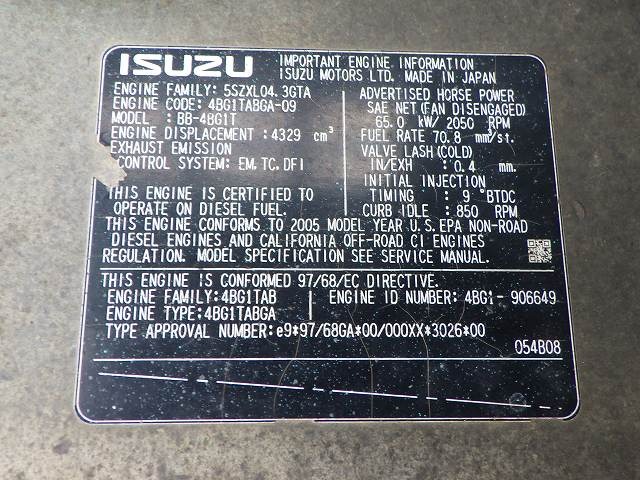 ISUZU
IMPORTANT ENGINE INFORMATION
ISUZU MOTORS LTD. MADE IN JAPAN
ENGINE FAMILY: 5SZXL04.3GTA
ENGINE CODE: 4BG1TABGA-09
MODEL : BB-4BG1T
ENGINE DISPLACEMENT: 4329 cm³
EXHAUST EMISSION
CONTROL SYSTEM: EM, TC, DFI
THIS ENGINE IS CERTIFIED TO
OPERATE ON DIESEL FUEL.
ADVERTISED HORSE POWER
SAE NET (FAN DISENGAGED)
65.0 kW/ 2050 RPM
FUEL RATE 70.8 mm³/st.
VALVE LASH (COLD)
IN/EXH : 0.4 mm.
INITIAL INJECTION
TIMING : 9 °BTDC
CURB IDLE: 850 RPM
THIS ENGINE CONFORMS TO 2005 MODEL YEAR U.S. EPA NON-ROAD
DIESEL ENGINES AND CALIFORNIA OFF-ROAD CI ENGINES
REGULATION. MODEL SPECIFICATION SEE SERVICE MANUAL.
THIS ENGINE IS CONFORMED 97/68/EC DIRECTIVE.
ENGINE FAMILY:4BG1TAB
ENGINE ID NUMBER: 4BG1- 906649
ENGINE TYPE:4BG1TABGA
TYPE APPROVAL NUMBER:e9*97/68GA*00/000XX*3026*00
054B08